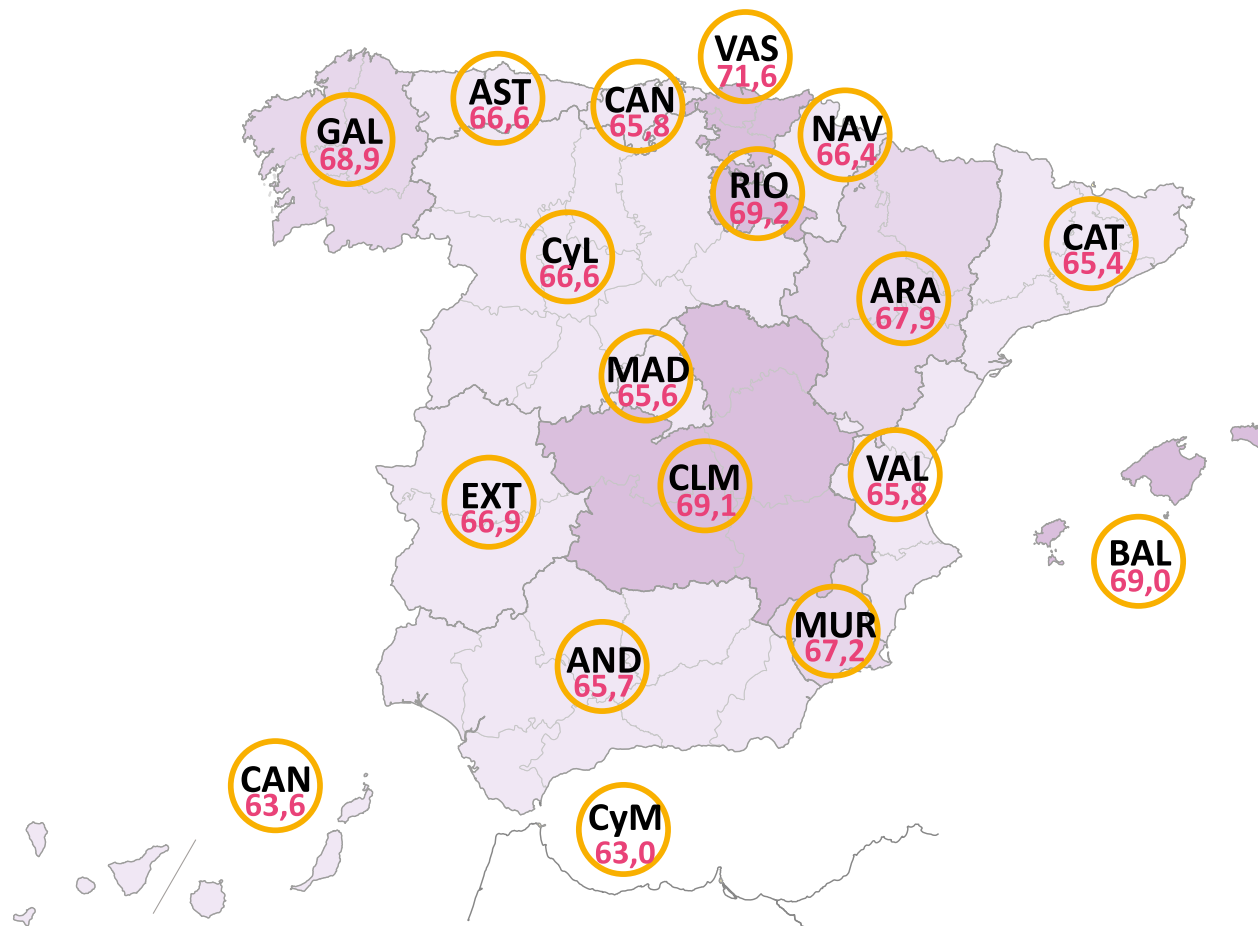 VAS
71,6
AST
66,6
CAN
65,8
GAL
68,9
NAV
66,4
RIO
69,2
CyL
66,6
CAT
65,4
ARA
67,9
MAD
65,6
CLM
69,1
VAL
65,8
EXT
66,9
BAL
69,0
MUR
67,2
AND
65,7
CAN
63,6
CyM
63,0